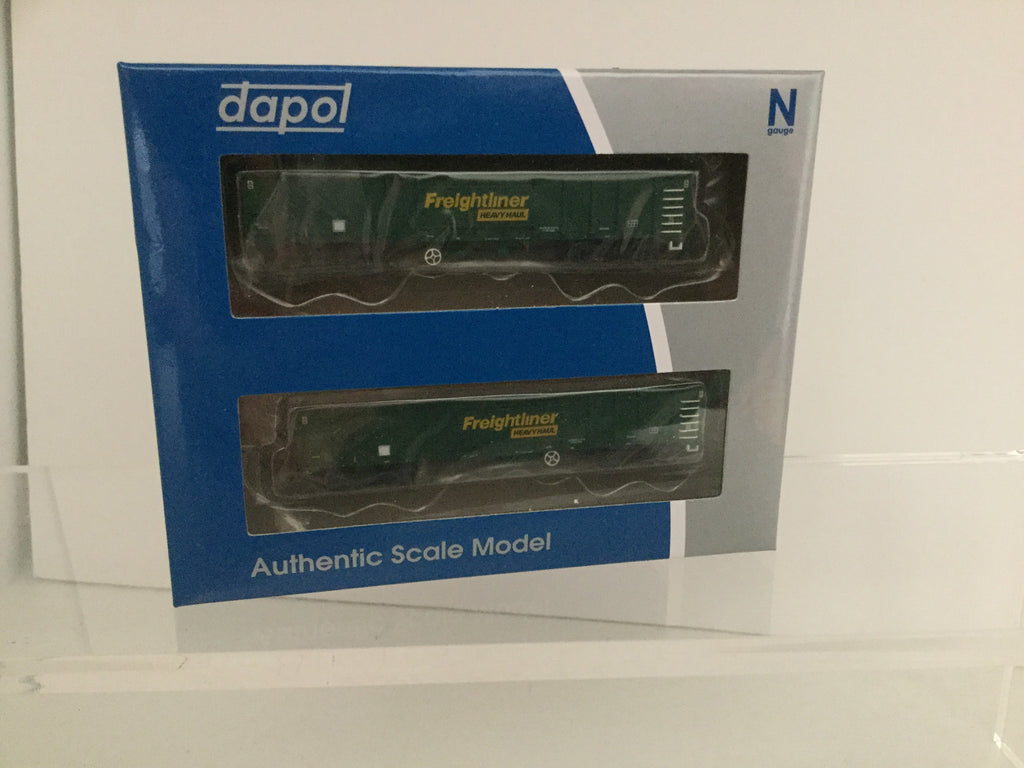 dapol
N
gauge
Freightliner
HEAVY HAUL
Freightliner
HEAVY HAUL
Authentic Scale Model